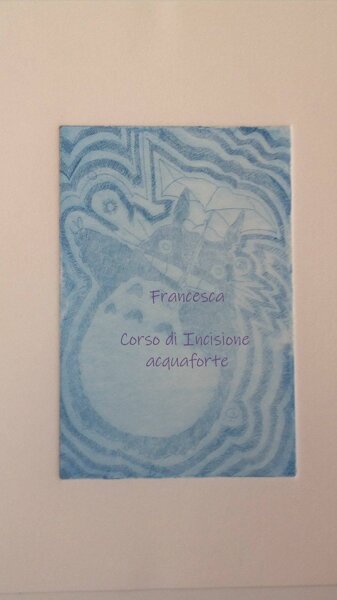 Francesca
Corso di Incisione
acquaforte